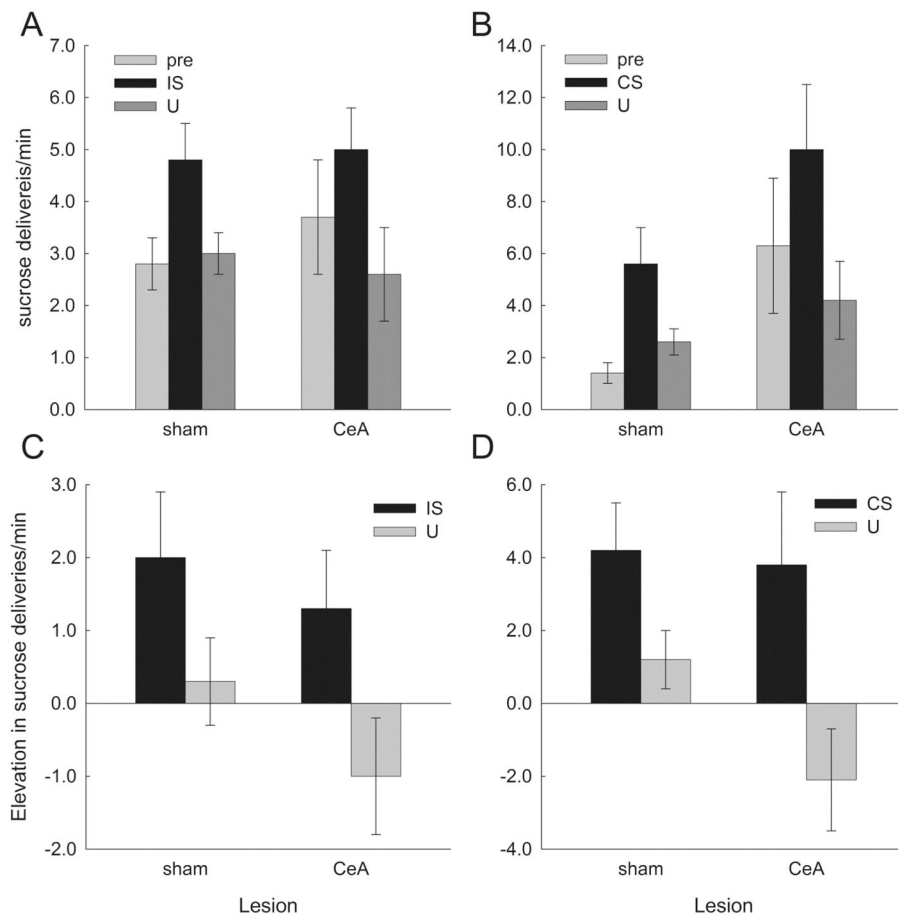 A
7.0
6.0
5.0
4.0
3.0
2.0
1.0
0.0
sucrose delivereis/min
pre
IS
U
sham
CeA
B
14.0
12.0
10.0
8.0
6.0
4.0
2.0
0.0
pre
CS
U
sham
CeA
C
3.0
2.0
1.0
0.0
-1.0
-2.0
Elevation in sucrose deliveries/min
IS
U
sham
CeA
Lesion
D
6.0
4.0
2.0
0.0
-2.0
-4.0
CS
U
sham
CeA
Lesion